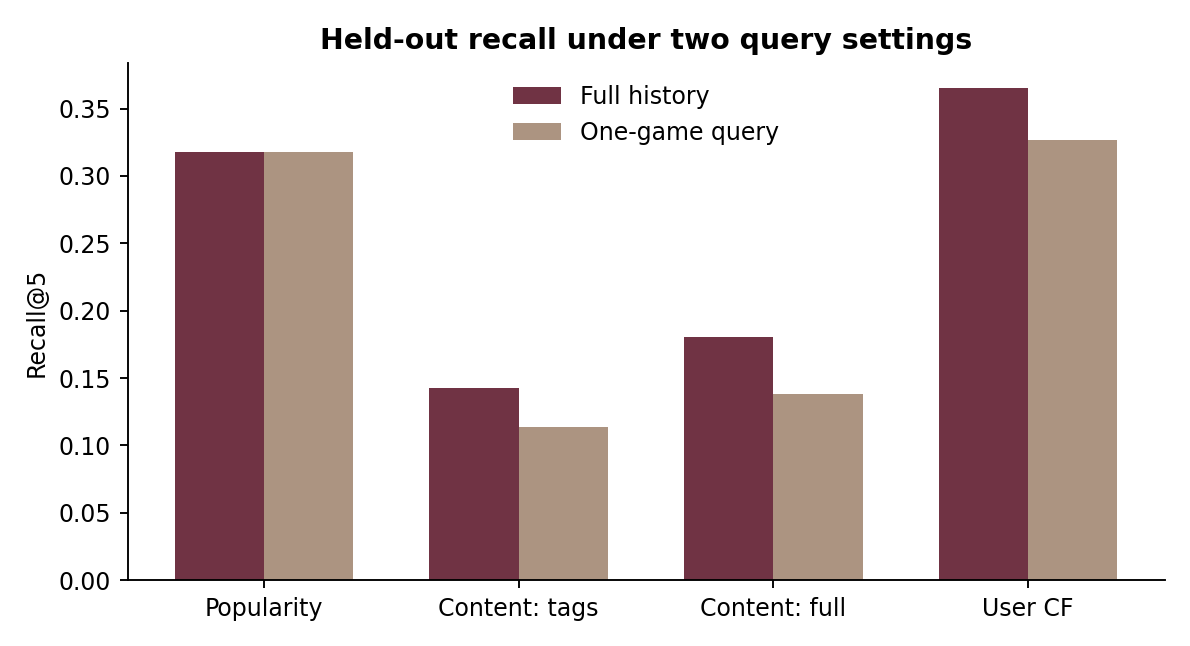 Held-out recall under two query settings
Full history
One-game query
Recall@5
0.35
0.30
0.25
0.20
0.15
0.10
0.05
0.00
Popularity
Content: tags
Content: full
User CF